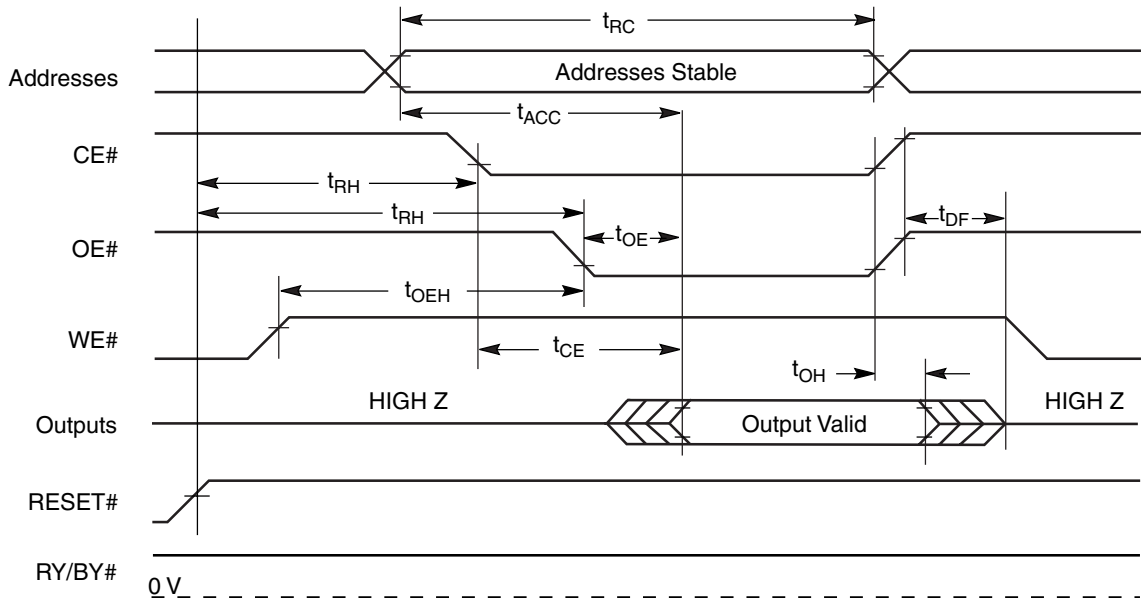 tRC
Addresses
Addresses Stable
tACC
CE#
tRH
tRH
tDF
OE#
tOE
tOEH
WE#
tCE
tOH
HIGH Z
HIGH Z
Outputs
Output Valid
RESET#
RY/BY#
0 V